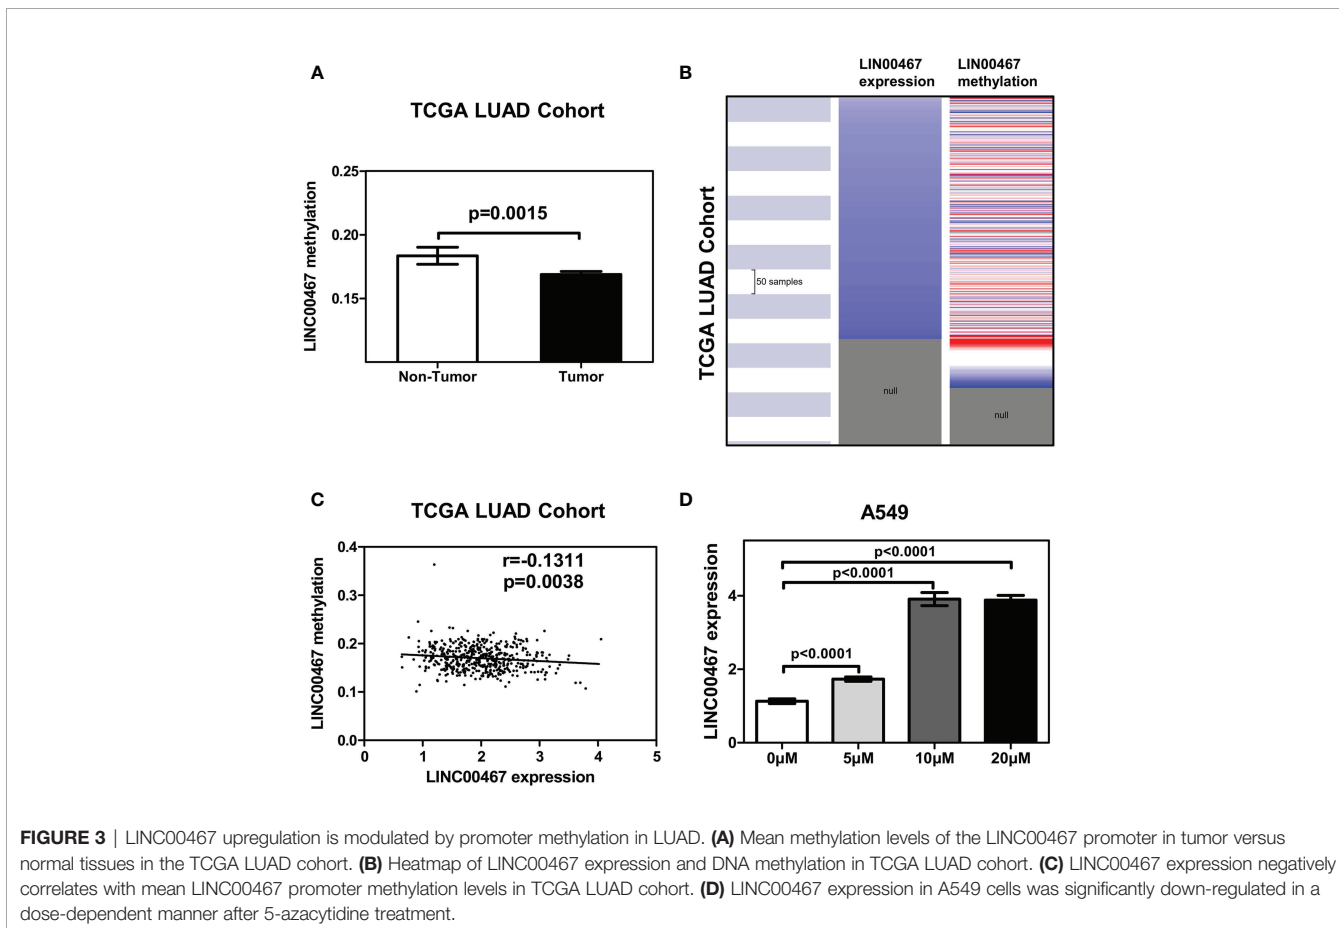 A
TCGA LUAD Cohort
LINC00467 methylation
0.25
0.20
0.15
p=0.0015
Non-Tumor
Tumor
B
LIN00467
expression
LIN00467
methylation
TCGA LUAD Cohort
50 samples
null
null
C
TCGA LUAD Cohort
LINC00467 methylation
0.4
0.3
0.2
0.1
0.0
r=-0.1311
p=0.0038
0
1
2
3
4
5
LINC00467 expression
D
A549
LINC00467 expression
4
2
0
p<0.0001
p<0.0001
p<0.0001
0μM
5μM
10μM
20μM
FIGURE 3 | LINC00467 upregulation is modulated by promoter methylation in LUAD. (A) Mean methylation levels of the LINC00467 promoter in tumor versus
normal tissues in the TCGA LUAD cohort. (B) Heatmap of LINC00467 expression and DNA methylation in TCGA LUAD cohort. (C) LINC00467 expression negatively
correlates with mean LINC00467 promoter methylation levels in TCGA LUAD cohort. (D) LINC00467 expression in A549 cells was significantly down-regulated in a
dose-dependent manner after 5-azacytidine treatment.